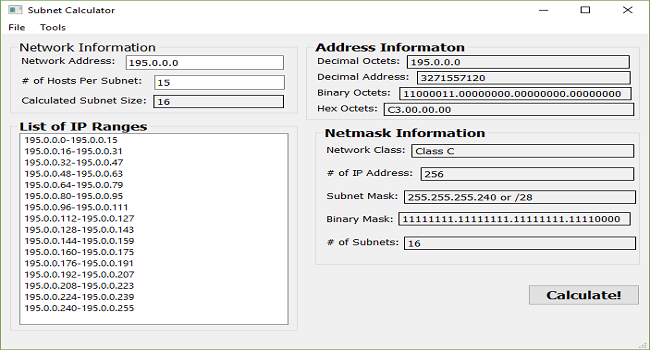 Subnet Calculator
File Tools
Network Information
Network Address: 195.0.0.0
# of Hosts Per Subnet: 15
Calculated Subnet Size: 16
List of IP Ranges
195.0.0.0-195.0.0.15
195.0.0.16-195.0.0.31
195.0.0.32-195.0.0.47
195.0.0.48-195.0.0.63
195.0.0.64-195.0.0.79
195.0.0.80-195.0.0.95
195.0.0.96-195.0.0.111
195.0.0.112-195.0.0.127
195.0.0.128-195.0.0.143
195.0.0.144-195.0.0.159
195.0.0.160-195.0.0.175
195.0.0.176-195.0.0.191
195.0.0.192-195.0.0.207
195.0.0.208-195.0.0.223
195.0.0.224-195.0.0.239
195.0.0.240-195.0.0.255
Address Informaton
Decimal Octets: 195.0.0.0
Decimal Address: 3271557120
Binary Octets: 11000011.00000000.00000000.00000000
Hex Octets: C3.00.00.00
Netmask Information
Network Class: Class C
# of IP Address: 256
Subnet Mask: 255.255.255.240 or /28
Binary Mask: 11111111.11111111.11111111.11110000
# of Subnets: 16
Calculate!